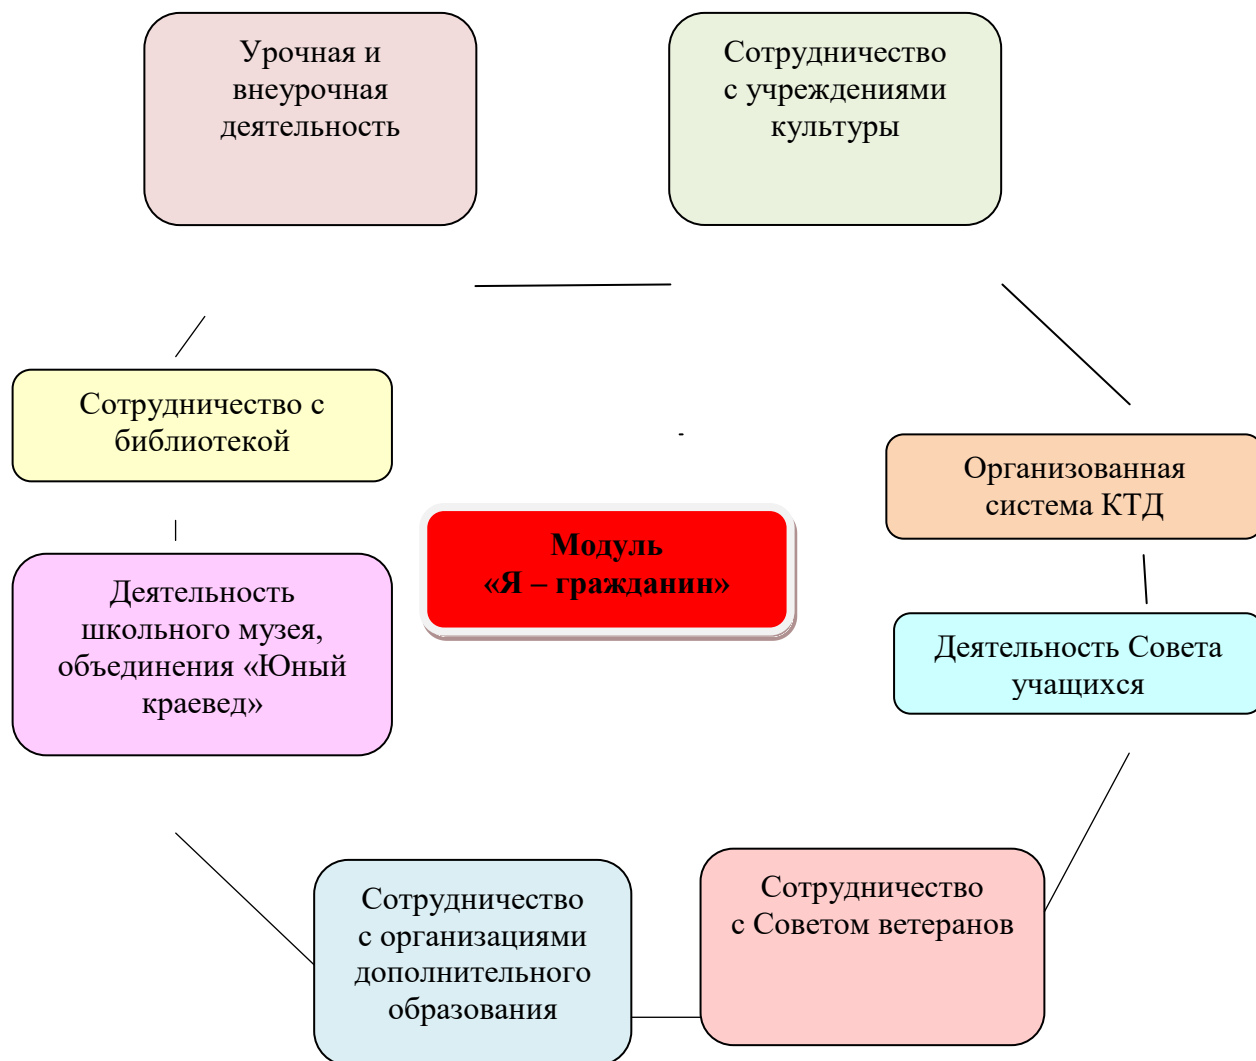 Урочная и
внеурочная
деятельность
Сотрудничество
с учреждениями
культуры
Сотрудничество с
библиотекой
Организованная
система КТД
Модуль
«Я – гражданин»
Деятельность
школьного музея,
объединения «Юный
краевед»
Деятельность Совета
учащихся
Сотрудничество
с организациями
дополнительного
образования
Сотрудничество
с Советом ветеранов